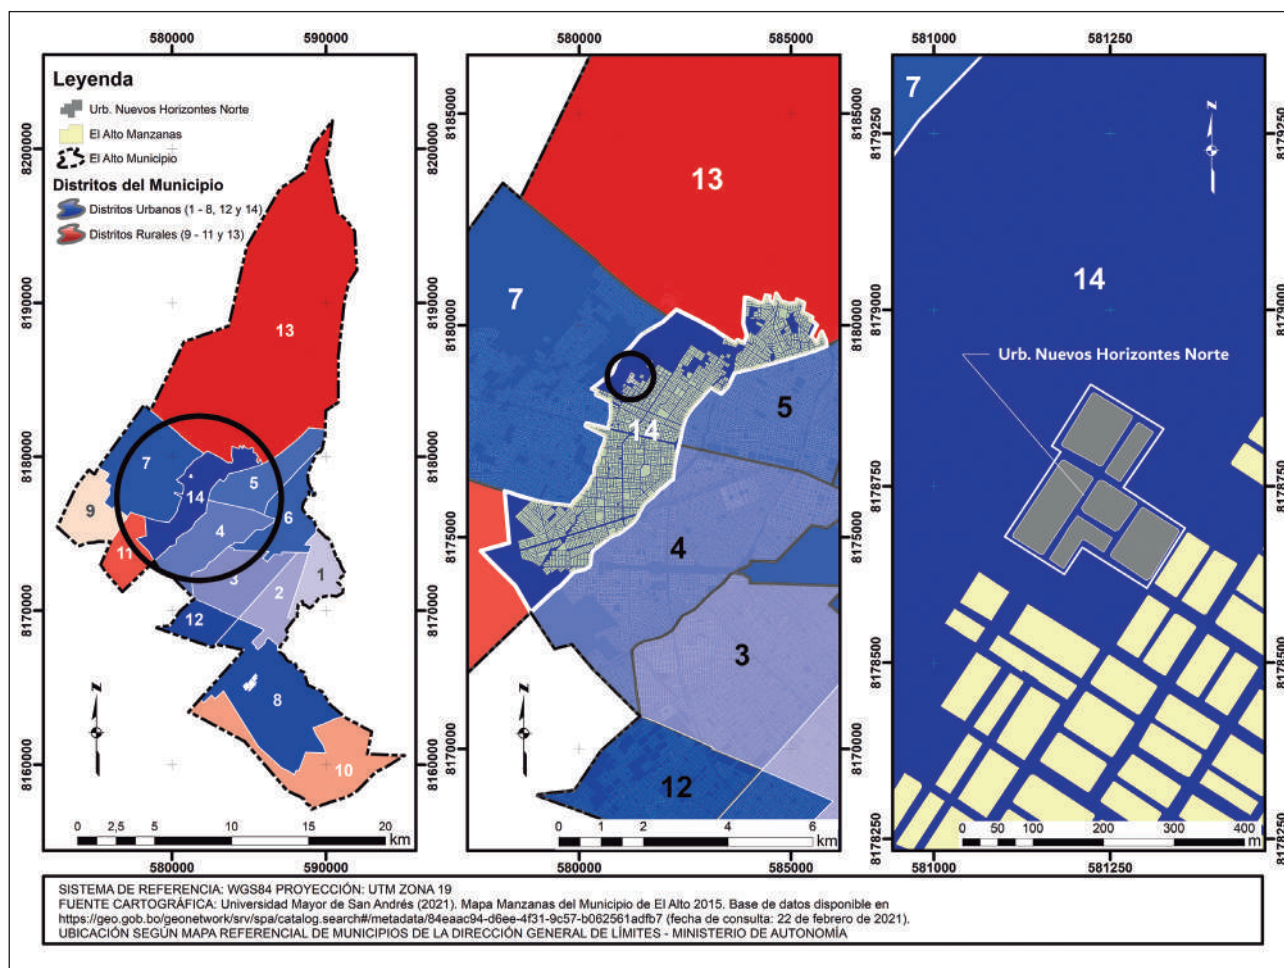 580000 590000
8200000
8190000
8180000
8170000
8160000
Leyenda
Urb. Nuevos Horizontes Norte
El Alto Manzanas
El Alto Municipio
Distritos del Municipio
Distritos Urbanos (1 - 8, 12 y 14)
Distritos Rurales (9 - 11 y 13)
13
7
14
5
9
4
6
11
3
2
1
12
8
10
N
0 2,5 5 10 15 20
km
580000 590000
580000 585000
8185000
8180000
8175000
8170000
13
7
5
14
4
3
12
N
0 1 2 4 6
km
580000 585000
581000 581250
8179250
8179000
8178750
8178500
8178250
7
N
14
Urb. Nuevos Horizontes Norte
0 50 100 200 300 400
m
581000 581250
8179250
8179000
8178750
8178500
8178250
SISTEMA DE REFERENCIA: WGS84 PROYECCIÓN: UTM ZONA 19
FUENTE CARTOGRÁFICA: Universidad Mayor de San Andrés (2021). Mapa Manzanas del Municipio de El Alto 2015. Base de datos disponible en
https://geo.gob.bo/geonetwork/srv/spa/catalog.search#/metadata/84eaac94-d6ee-4f31-9c57-b062561adfb7 (fecha de consulta: 22 de febrero de 2021).
UBICACIÓN SEGÚN MAPA REFERENCIAL DE MUNICIPIOS DE LA DIRECCIÓN GENERAL DE LÍMITES - MINISTERIO DE AUTONOMÍA